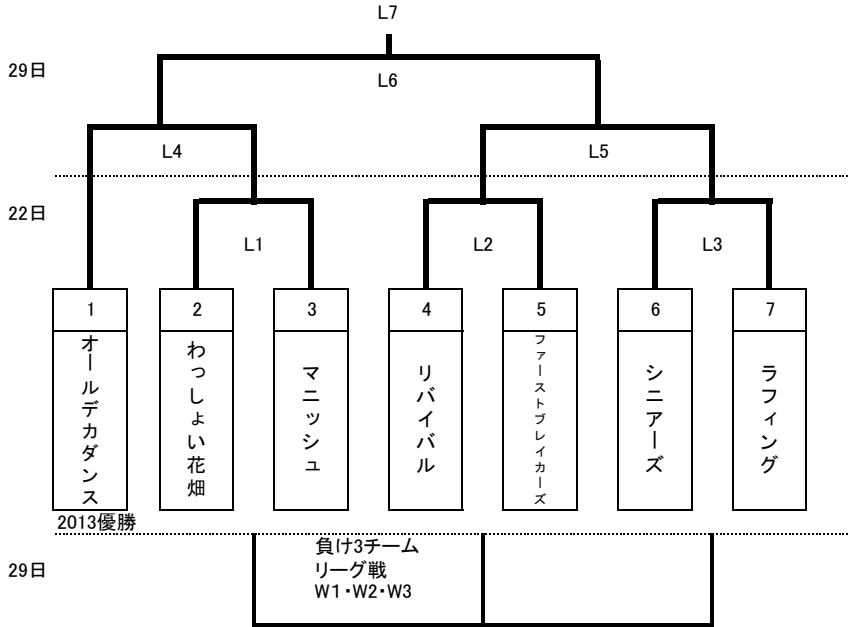 L7
29日
L6
L4
L5
22日
L1
L2
L3
1
2
3
4
5
6
7
オールデカダンス
わっしょい花畑
マニッシュ
リバイバル
ファーストブレイカーズ
シニアーズ
ラフィング
2013優勝
29日
負け3チーム
リーグ戦
W1・W2・W3